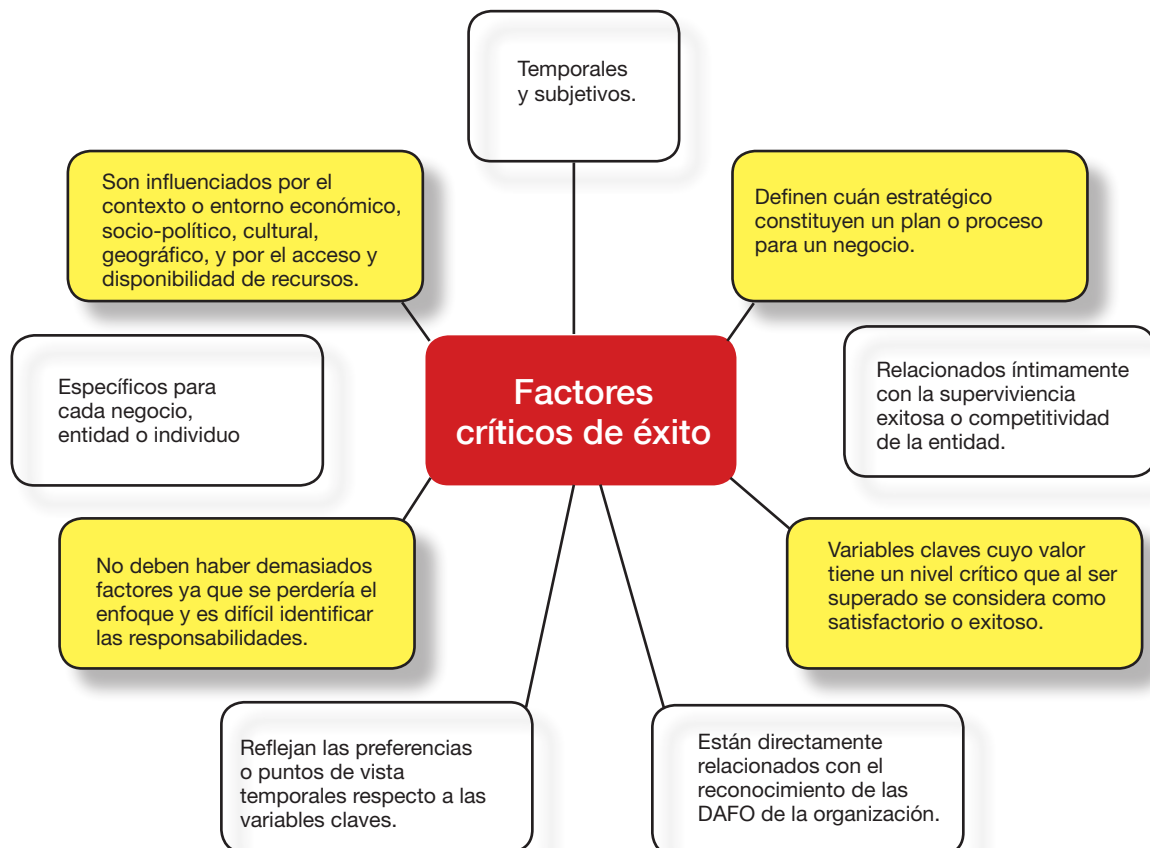 Temporales
y subjetivos.
Son influenciados por el
contexto o entorno económico,
socio-político, cultural,
geográfico, y por el acceso y
disponibilidad de recursos.
Definen cuán estratégico
constituyen un plan o proceso
para un negocio.
Específicos para
cada negocio,
entidad o individuo
Factores
críticos de éxito
Relacionados íntimamente
con la superviviencia
exitosa o competitividad
de la entidad.
No deben haber demasiados
factores ya que se perdería el
enfoque y es difícil identificar
las responsabilidades.
Variables claves cuyo valor
tiene un nivel crítico que al ser
superado se considera como
satisfactorio o exitoso.
Reflejan las preferencias
o puntos de vista
temporales respecto a las
variables claves.
Están directamente
relacionados con el
reconocimiento de las
DAFO de la organización.